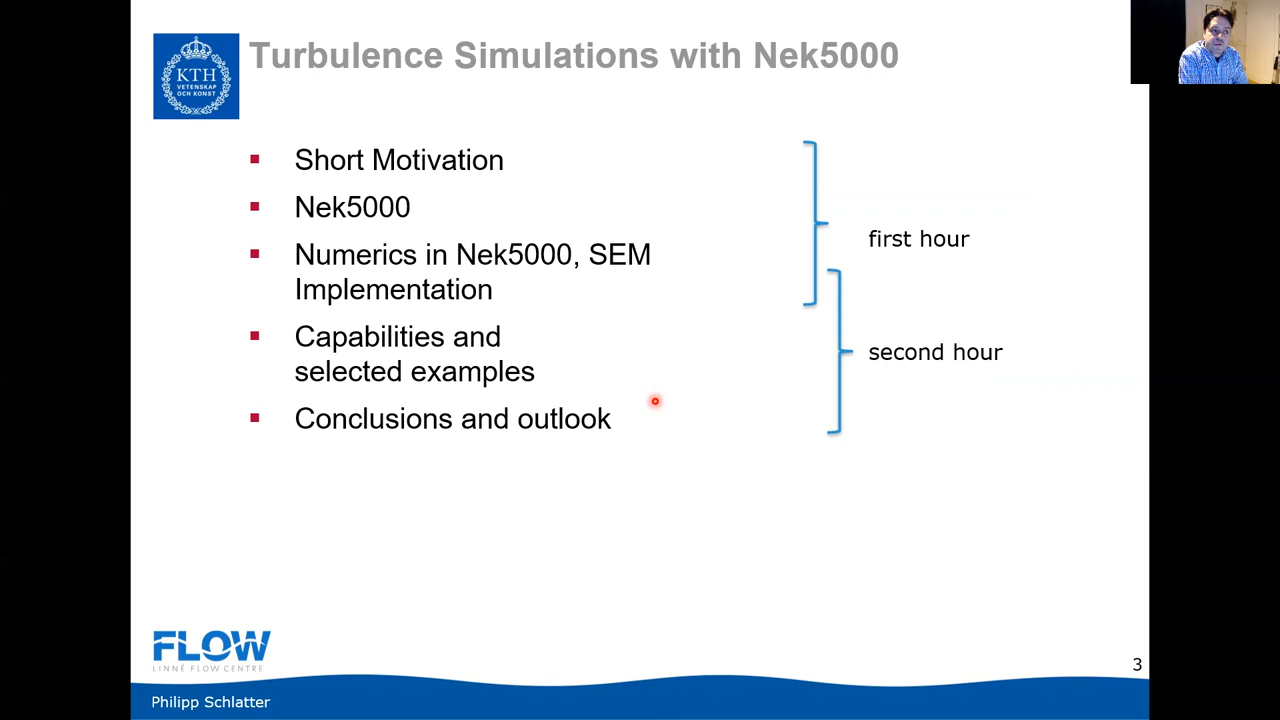 Turbulence Simulations with Nek5000
KTH
VETENSKAP
OCH KONST
Short Motivation
Nek5000
Numerics in Nek5000, SEM
Implementation
Capabilities and
selected examples
Conclusions and outlook
first hour
second hour
FLOW
LINNÉ FLOW CENTRE
3
Philipp Schlatter